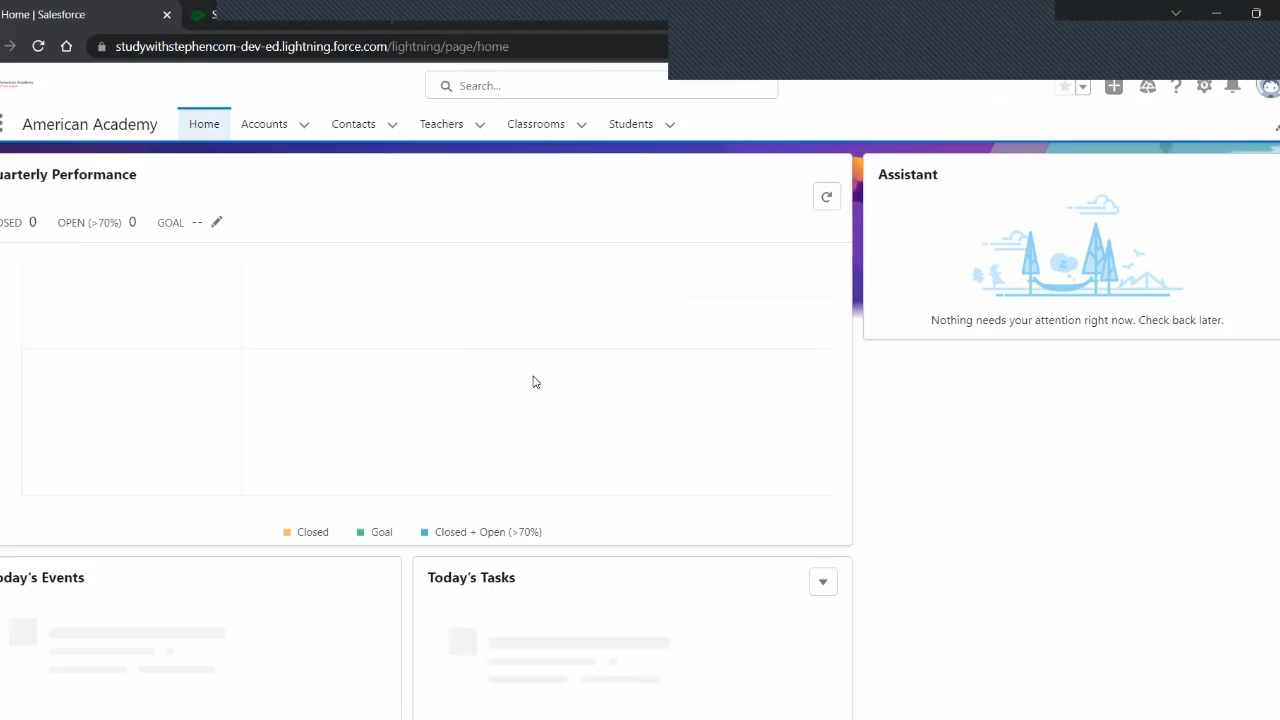 Home | Salesforce
studywithstephencom-dev-ed.lightning.force.com/lightning/page/home
Search...
American Academy
Home
Accounts
Contacts
Teachers
Classrooms
Students
uarterly Performance
OSED 0 OPEN (>70%) 0 GOAL --
Closed
Goal
Closed + Open (>70%)
Assistant
Nothing needs your attention right now. Check back later.
oday's Events
Today's Tasks